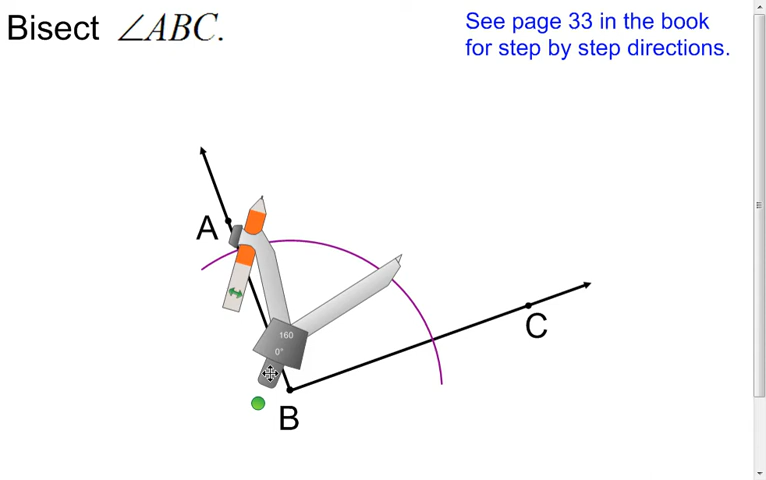 Bisect ∠ABC.
See page 33 in the book
for step by step directions.
A
160
0°
C
B